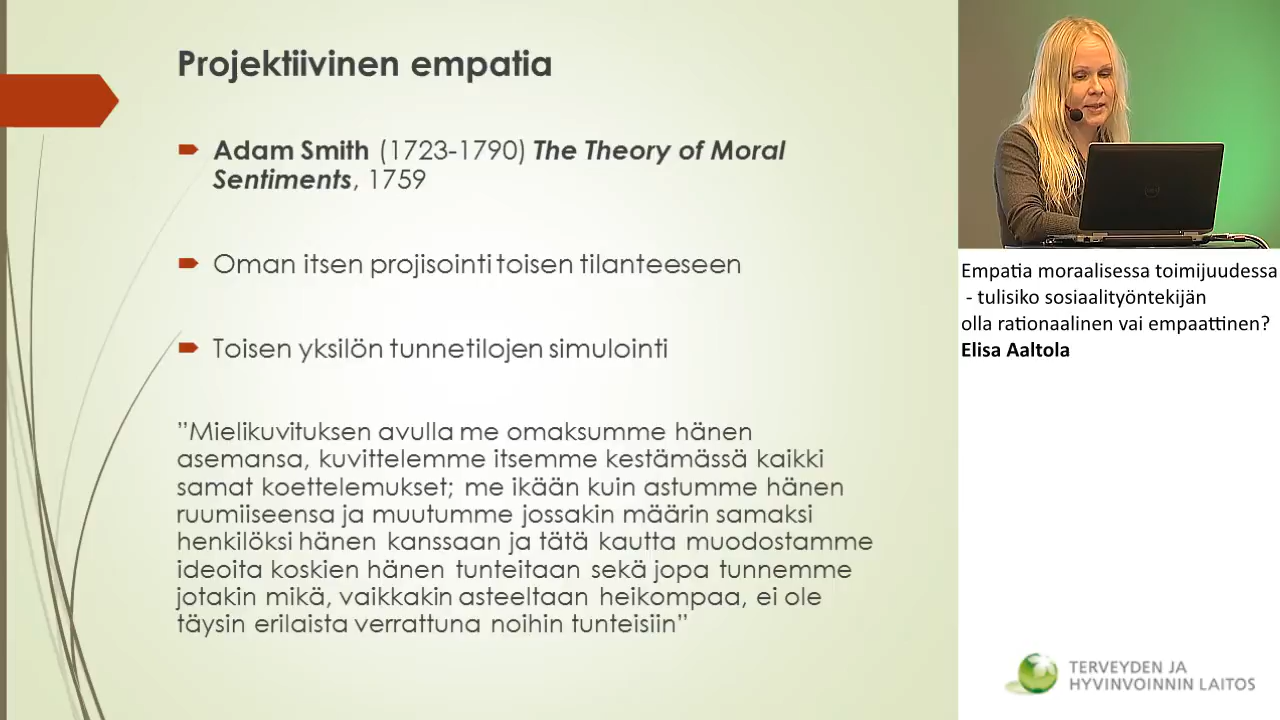 Projektiivinen empatia
Adam Smith (1723-1790) The Theory of Moral
Sentiments, 1759
Oman itsen projisointi toisen tilanteeseen
Toisen yksilön tunnetilojen simulointi
”Mielikuvituksen avulla me omaksumme hänen
asemansa, kuvittelemme itsemme kestämässä kaikki
samat koettelemukset; me ikään kuin astumme hänen
ruumiiseensa ja muutumme jossakin määrin samaksi
henkilöksi hänen kanssaan ja tätä kautta muodostamme
ideoita koskien hänen tunteitaan sekä jopa tunnemme
jotakin mikä, vaikkakin asteeltaan heikompaa, ei ole
täysin erilaista verrattuna noihin tunteisiin”
Empatia moraalisessa toimijuudessa
- tulisiko sosiaalityöntekijän
olla rationaalinen vai empaattinen?
Elisa Aaltola
TERVEYDEN JA
HYVINVOINNIN LAITOS